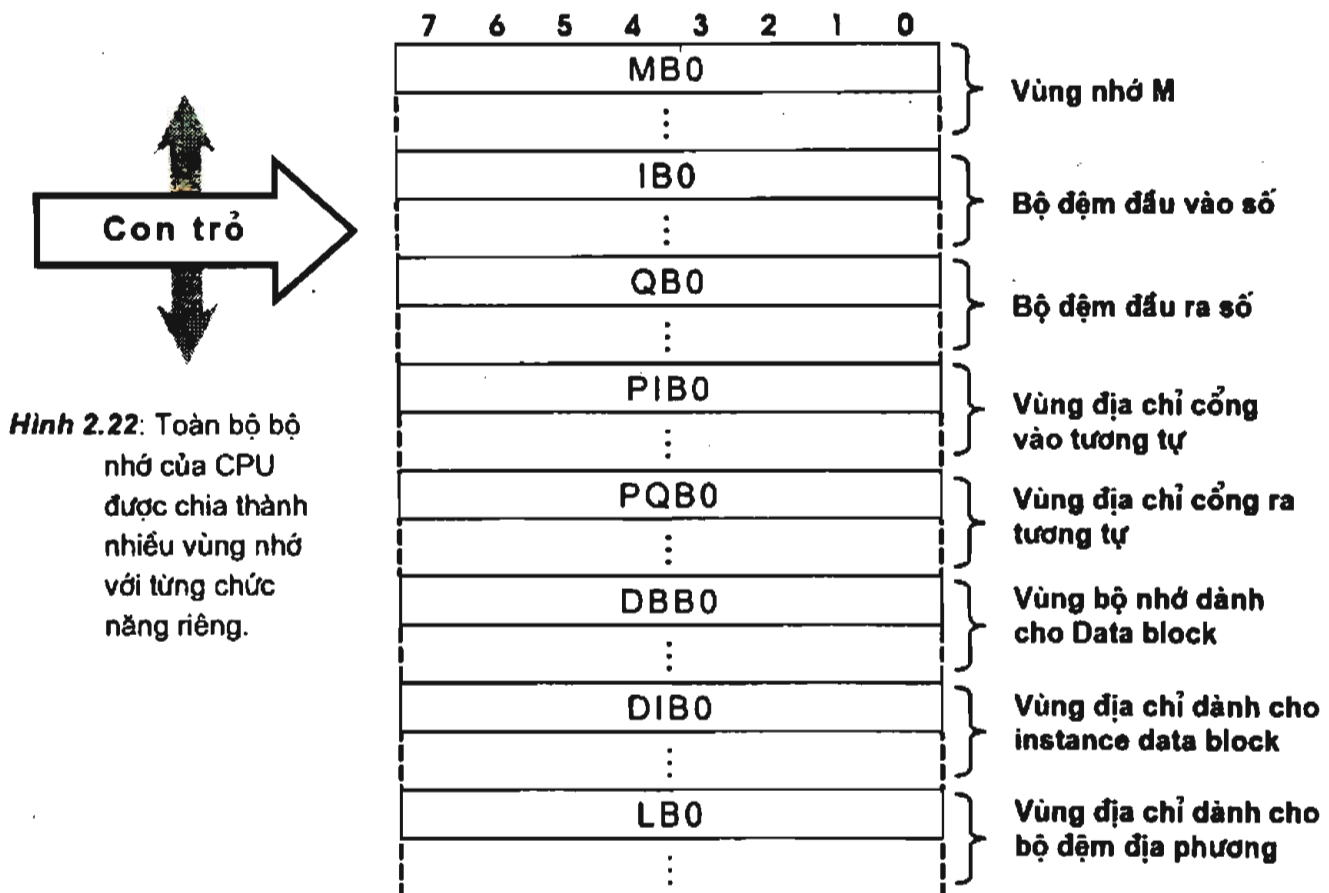 7 6 5 4 3 2 1 0
MB0
Vùng nhớ M
IB0
Bộ đệm đầu vào số
Con trỏ
QB0
Bộ đệm đầu ra số
PIB0
Vùng địa chỉ cổng
vào tương tự
Hình 2.22: Toàn bộ bộ
nhớ của CPU
được chia thành
nhiều vùng nhớ
với từng chức
năng riêng.
PQB0
Vùng địa chỉ cổng ra
tương tự
DBB0
Vùng bộ nhớ dành
cho Data block
DIB0
Vùng địa chỉ dành cho
instance data block
LB0
Vùng địa chỉ dành cho
bộ đệm địa phương